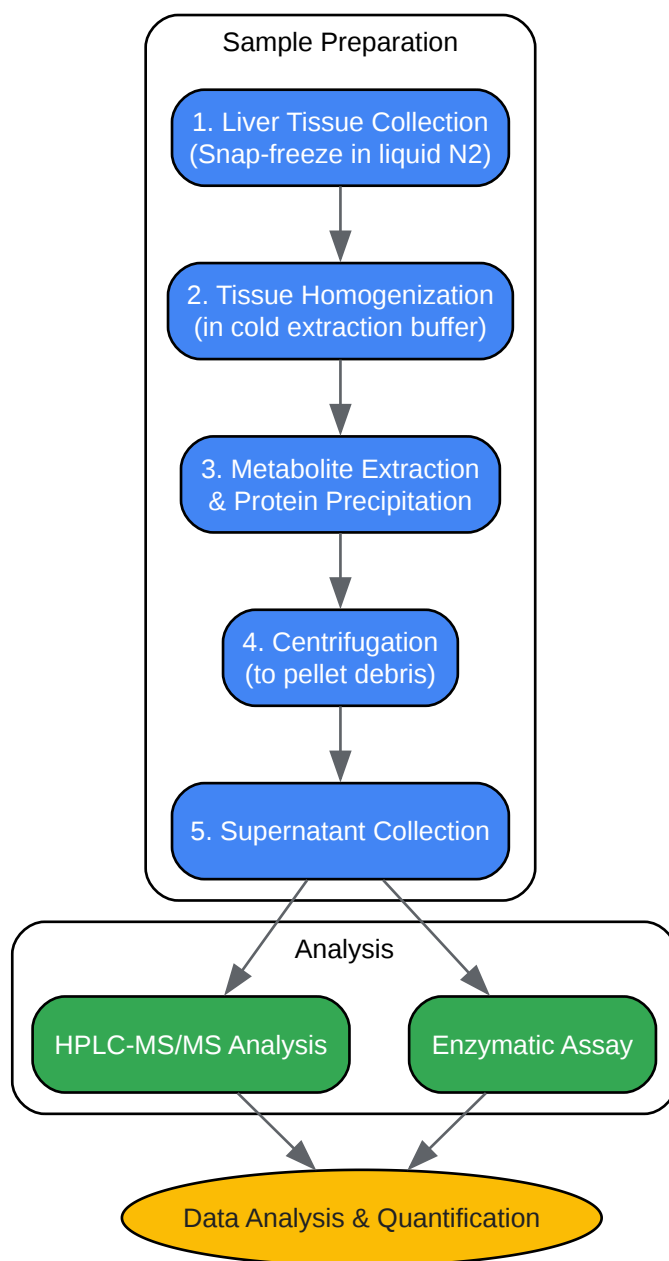 Sample Preparation
1. Liver Tissue Collection
(Snap-freeze in liquid N2)
2. Tissue Homogenization
(in cold extraction buffer)
3. Metabolite Extraction
& Protein Precipitation
4. Centrifugation
(to pellet debris)
5. Supernatant Collection
Analysis
HPLC-MS/MS Analysis
Enzymatic Assay
Data Analysis & Quantification